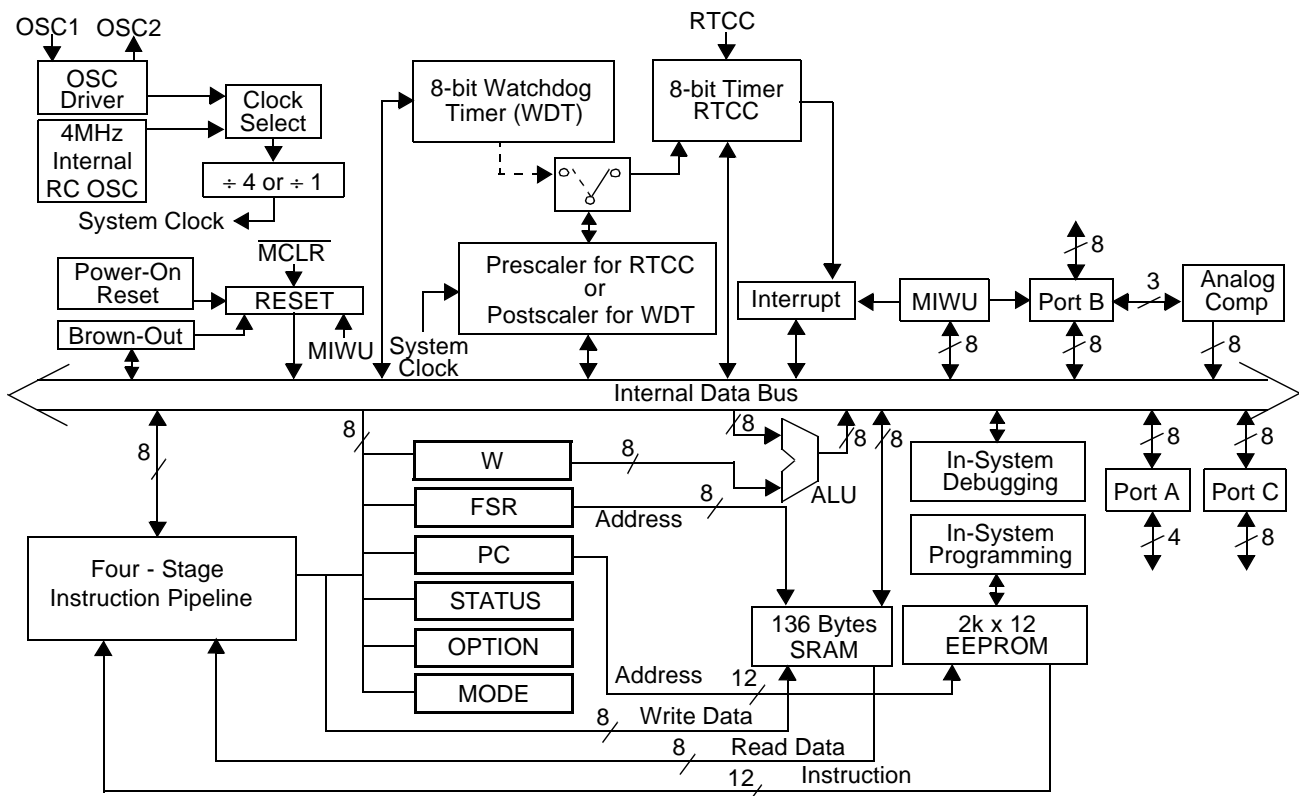 OSC1
OSC2
RTCC
OSC
Driver
Clock
Select
8-bit Watchdog
Timer (WDT)
8-bit Timer
RTCC
4MHz
Internal
RC OSC
÷ 4 or ÷ 1
System Clock
MCLR
Power-On
Reset
RESET
Brown-Out
MIWU
System
Clock
Prescaler for RTCC
or
Postscaler for WDT
Interrupt
MIWU
Port B
Analog
Comp
8
3
8
8
8
Internal Data Bus
8
8
8
8
8
8
8
W
8
ALU
In-System
Debugging
Port A
Port C
FSR
Address
8
4
8
In-System
Programming
PC
Four - Stage
Instruction Pipeline
STATUS
OPTION
MODE
136 Bytes
SRAM
2k x 12
EEPROM
Address
12
8
Write Data
8
Read Data
12
Instruction